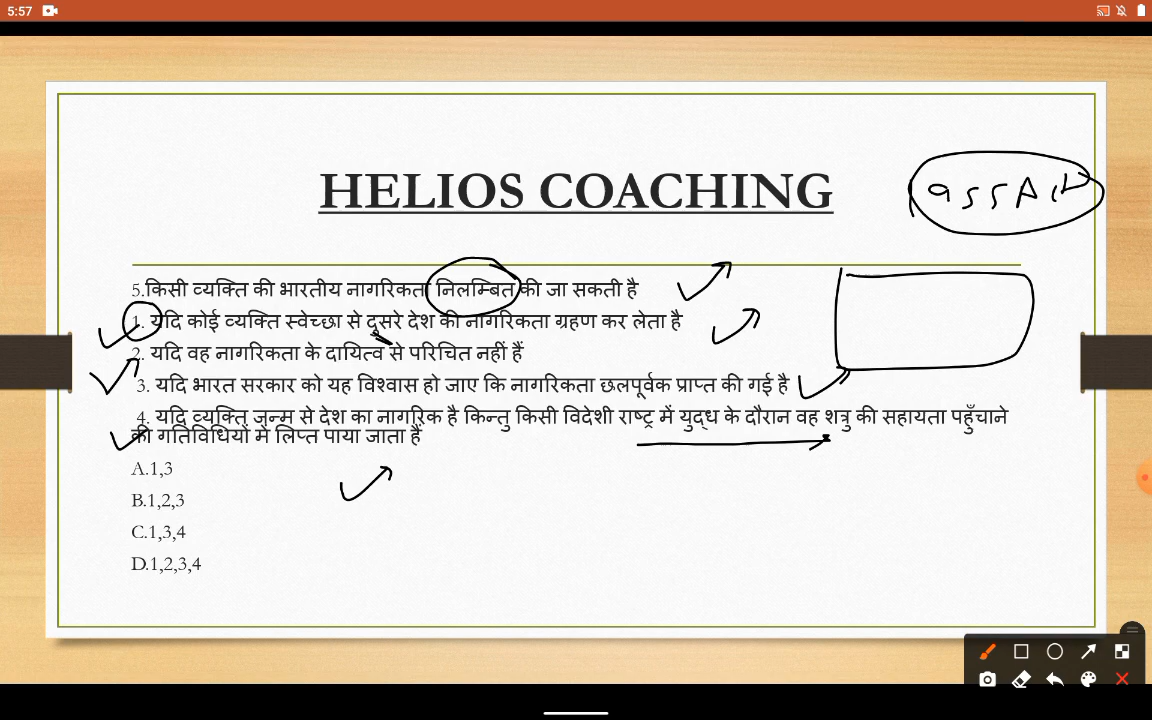 5:57
HELIOS COACHING
5.किसी व्यक्ति की भारतीय नागरिकता निलम्बित की जा सकती है
1. यदि कोई व्यक्ति स्वेच्छा से दूसरे देश की नागरिकता ग्रहण कर लेता है
2. यदि वह नागरिकता के दायित्व से परिचित नहीं हैं
3. यदि भारत सरकार को यह विश्वास हो जाए कि नागरिकता छलपूर्वक प्राप्त की गई है
4. यदि व्यक्ति जन्म से देश का नागरिक है किन्तु किसी विदेशी राष्ट्र में युद्ध के दौरान वह शत्रु की सहायता पहुँचाने
की गतिविधियों में लिप्त पाया जाता हैं
A.1,3
B.1,2,3
C.1,3,4
D.1,2,3,4